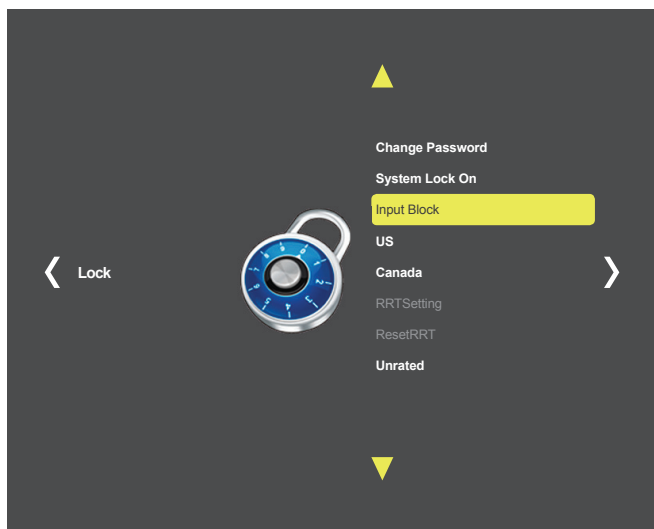 Lock
Change Password
System Lock On
Input Block
US
Canada
RRTSetting
ResetRRT
Unrated